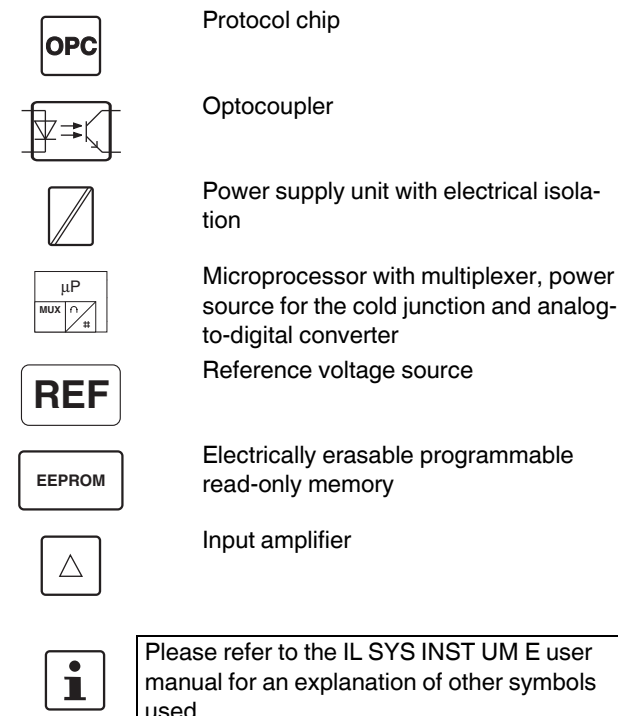 OPC
Protocol chip
Optocoupler
Power supply unit with electrical isola-
tion
µP
MUX
#
Microprocessor with multiplexer, power
source for the cold junction and analog-
to-digital converter
REF
Reference voltage source
EEPROM
Electrically erasable programmable
read-only memory
Input amplifier
i
Please refer to the IL SYS INST UM E user
manual for an explanation of other symbols
used